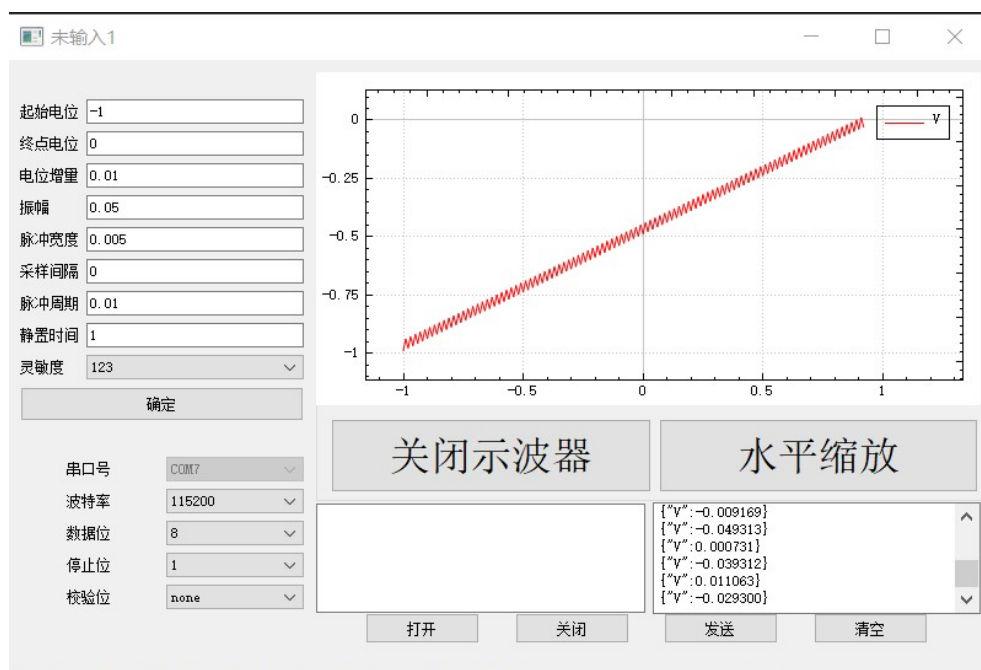 未输入1
起始电位 -1
终点电位 0
电位增量 0.01
振幅 0.05
脉冲宽度 0.005
采样间隔 0
脉冲周期 0.01
静置时间 1
灵敏度 123
确定
0
-0.25
-0.5
-0.75
-1
-1 -0.5 0 0.5 1
V
关闭示波器 水平缩放
串口号 COM7
波特率 115200
数据位 8
停止位 1
校验位 none
{"V":-0.009169}
{"V":-0.049313}
{"V":0.000731}
{"V":-0.039312}
{"V":0.011063}
{"V":-0.029300}
打开 关闭 发送 清空